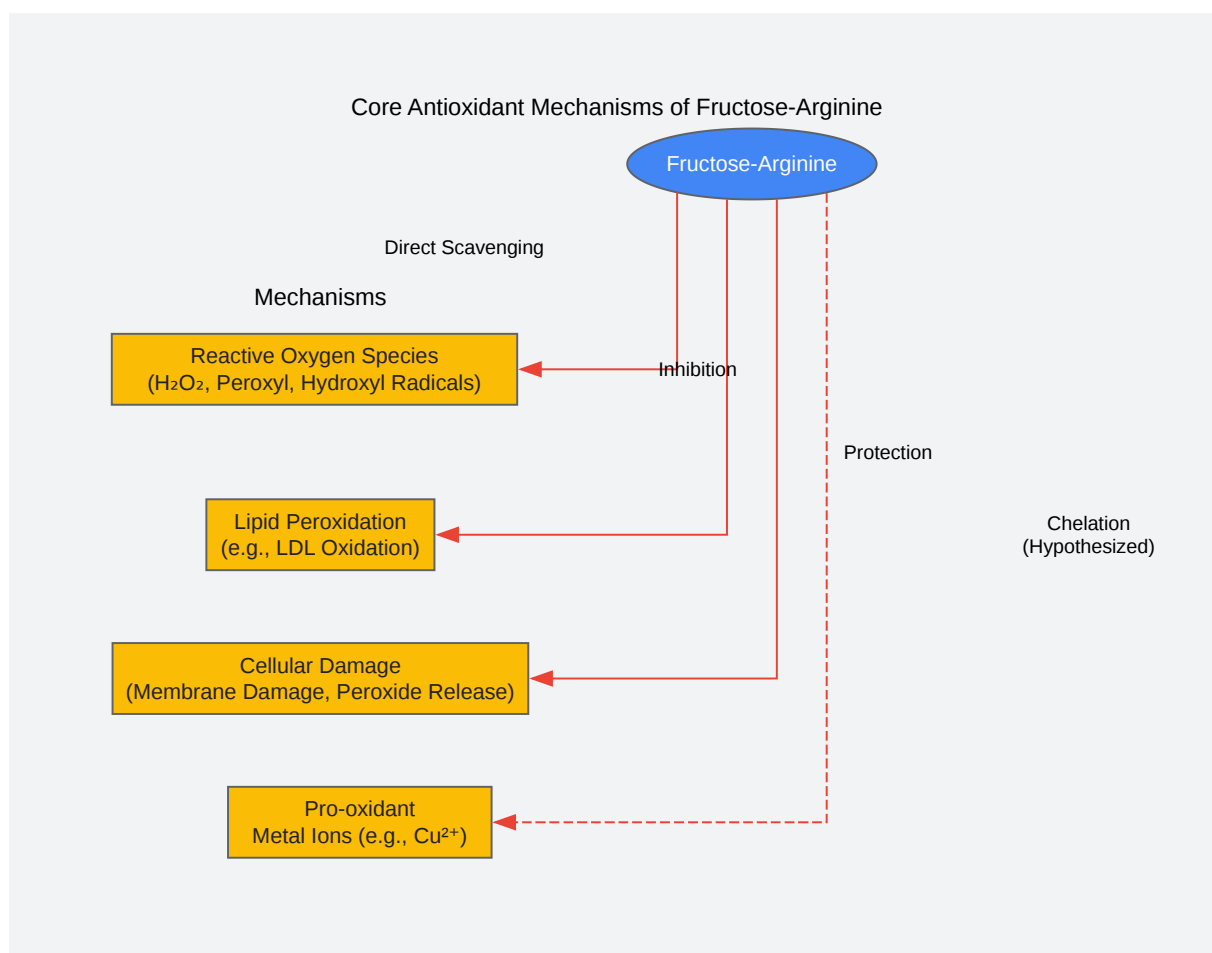 Core Antioxidant Mechanisms of Fructose-Arginine
Fructose-Arginine
Direct Scavenging
Mechanisms
Reactive Oxygen Species
(H₂O₂, Peroxyl, Hydroxyl Radicals)
Inhibition
Protection
Lipid Peroxidation
(e.g., LDL Oxidation)
Chelation
(Hypothesized)
Cellular Damage
(Membrane Damage, Peroxide Release)
Pro-oxidant
Metal Ions (e.g., Cu²⁺)